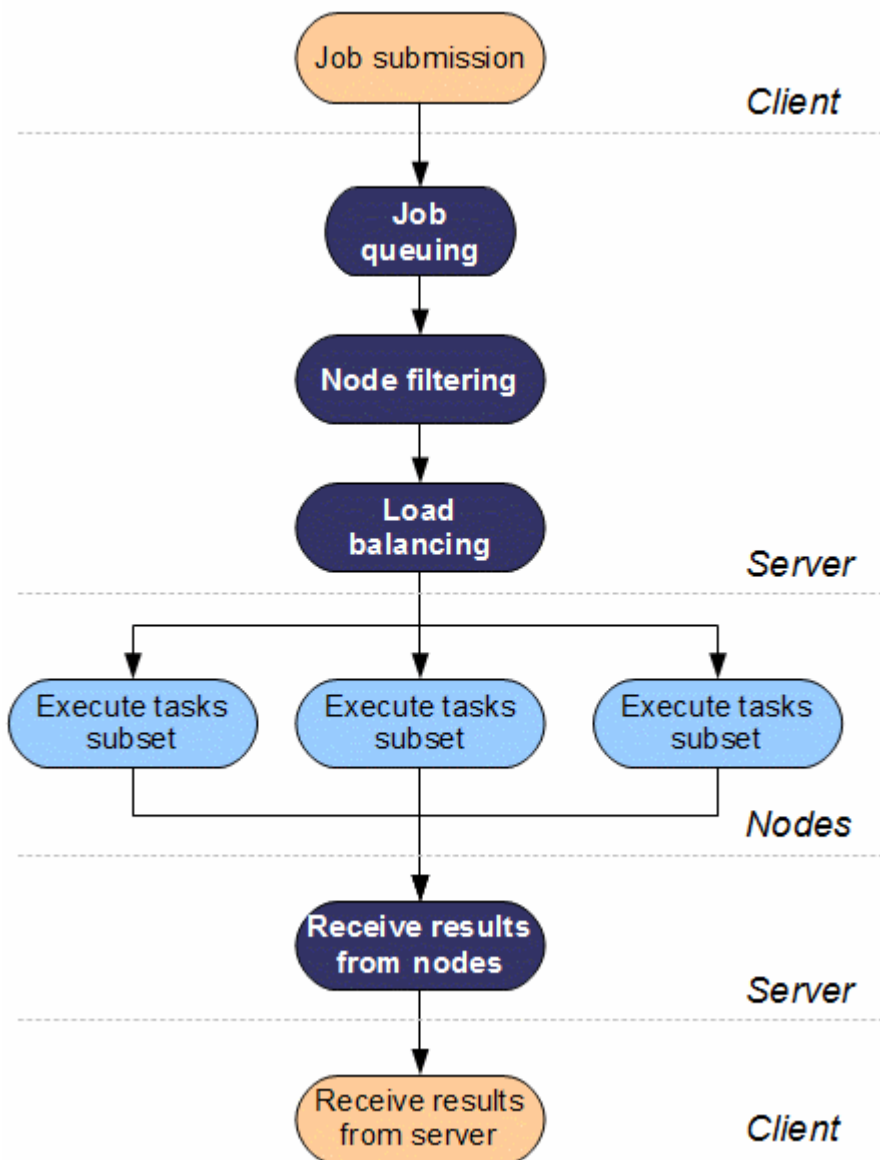 Job submission
Client
Job
queuing
Node filtering
Load
balancing
Server
Execute tasks
subset
Execute tasks
subset
Execute tasks
subset
Nodes
Receive results
from nodes
Server
Receive results
from server
Client